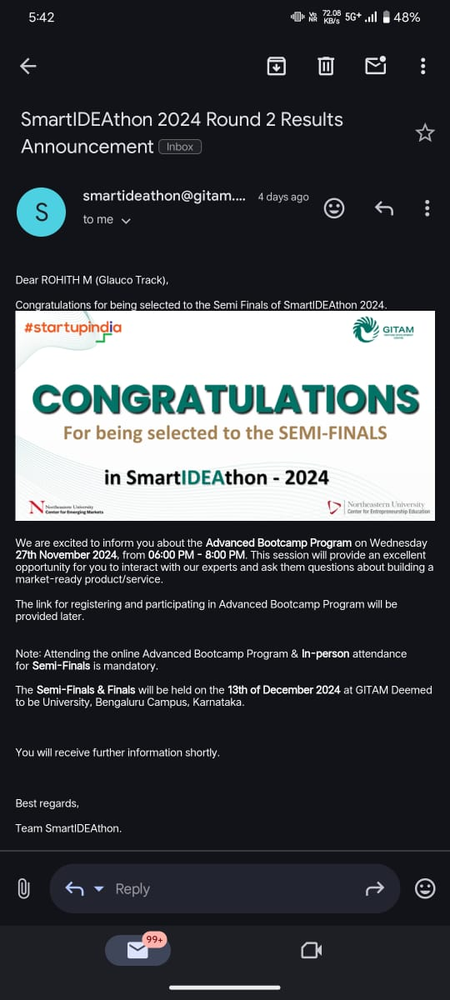 5:42
Vo NR 72.08 KB/s 5G+ 48%
SmartIDEAthon 2024 Round 2 Results
Announcement Inbox
S
smartideathon@gitam.... 4 days ago
to me
Dear ROHITH M (Glauco Track),
Congratulations for being selected to the Semi Finals of SmartIDEAthon 2024.
#startupindia
GITAM
CONGRATULATIONS
For being selected to the SEMI-FINALS
in SmartIDEAthon - 2024
N Northeastern University
Center for Emerging Markets
Northeastern University
Center for Entrepreneurship Education
We are excited to inform you about the Advanced Bootcamp Program on Wednesday
27th November 2024, from 06:00 PM - 8:00 PM. This session will provide an excellent
opportunity for you to interact with our experts and ask them questions about building a
market-ready product/service.
The link for registering and participating in Advanced Bootcamp Program will be
provided later.
Note: Attending the online Advanced Bootcamp Program & In-person attendance
for Semi-Finals is mandatory.
The Semi-Finals & Finals will be held on the 13th of December 2024 at GITAM Deemed
to be University, Bengaluru Campus, Karnataka.
You will receive further information shortly.
Best regards,
Team SmartIDEAthon.
Reply
99+